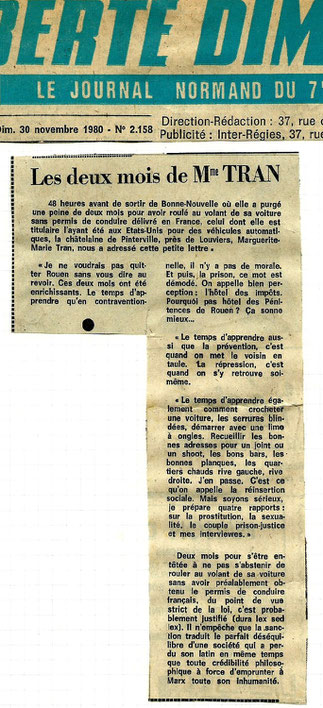 BERTE DIM
LE JOURNAL NORMAND DU 7
Dim. 30 novembre 1980 - N° 2.158
Direction-Rédaction : 37, rue
Publicité : Inter-Régies, 37, ru
Les deux mois de Mme TRAN
48 heures avant de sortir de Bonne-Nouvelle où elle a purgé
une peine de deux mois pour avoir roulé au volant de sa voiture
sans permis de conduire délivré en France, celui dont elle est
titulaire l'ayant été aux Etats-Unis pour des véhicules automati-
ques, la châtelaine de Pinterville, près de Louviers, Marguerite-
Marie Tran, nous a adressé cette petite lettre.
« Je ne voudrais pas quit-
ter Rouen sans vous dire au
revoir. Ces deux mois ont été
enrichissants. Le temps d'ap-
prendre qu'en contravention-
nelle, il n'y a pas de morale.
Et puis, la prison, ce mot est
démodé. On appelle bien per-
ception : l'hôtel des impôts.
Pourquoi pas hôtel des Péni-
tences de Rouen ? Ça sonne
mieux...
« Le temps d'apprendre aus-
si que la prévention, c'est
quand on met le voisin en
taule. La répression, c'est
quand on s'y retrouve soi-
même.
« Le temps d'apprendre éga-
lement comment crocheter
une voiture, les serrures blin-
dées, démarrer avec une lime
à ongles. Recueillir les bon-
nes adresses pour un joint ou
un shoot, les bons bars, les
bonnes planques, les quar-
tiers chauds rive gauche, rive
droite. J'en passe. C'est ce
qu'on appelle la réinsertion
sociale. Mais soyons sérieux,
je prépare quatre rapports :
sur la prostitution, la sexua-
lité, le couple prison-justice
et mes interviewes. »
Deux mois pour s'être en-
têtée à ne pas s'abstenir de
rouler au volant de sa voiture
sans avoir préalablement ob-
tenu le permis de conduire
français, du point de vue
strict de la loi, c'est proba-
blement justifié (dura lex sed
lex). Il n'empêche que la sanc-
tion traduit le parfait déséqui-
libre d'une société qui a per-
du son latin en même temps
que toute crédibilité philoso-
phique à force d'emprunter à
Marx toute son inhumanité.